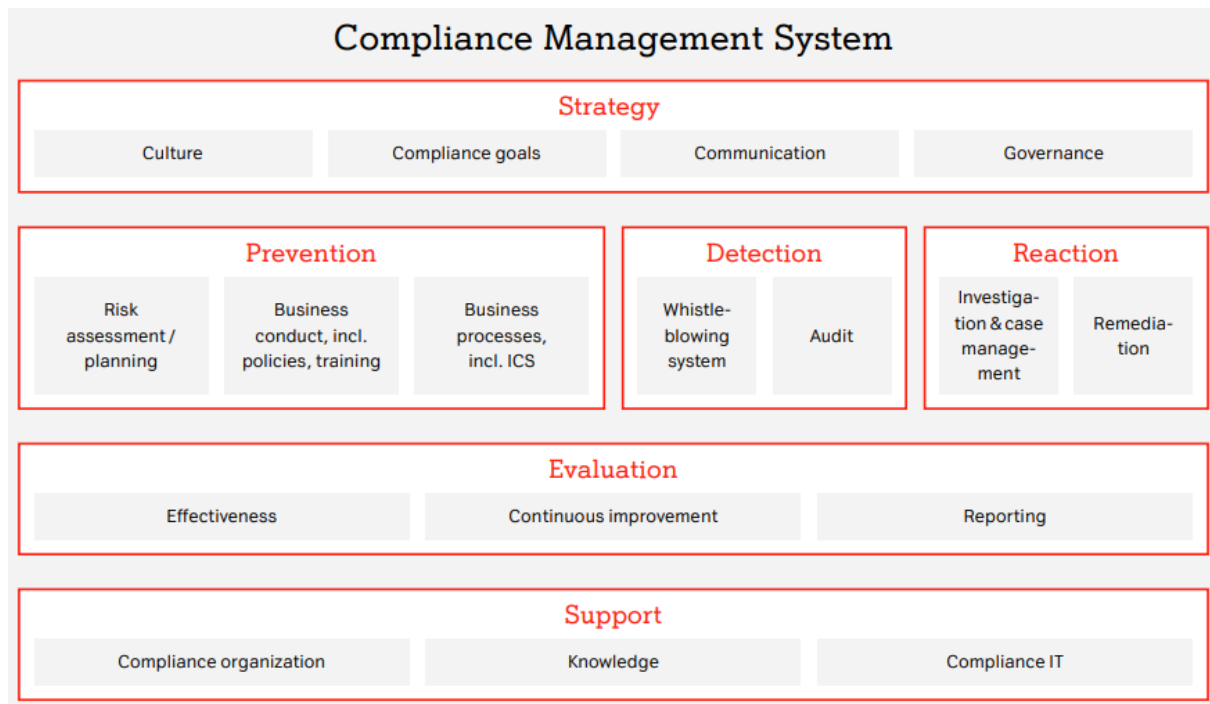 Compliance Management System
Strategy
Culture
Compliance goals
Communication
Governance
Prevention
Risk
assessment /
planning
Business
conduct, incl.
policies, training
Business
processes,
incl. ICS
Detection
Whistle-
blowing
system
Audit
Reaction
Investiga-
tion & case
manage-
ment
Remedia-
tion
Evaluation
Effectiveness
Continuous improvement
Reporting
Support
Compliance organization
Knowledge
Compliance IT